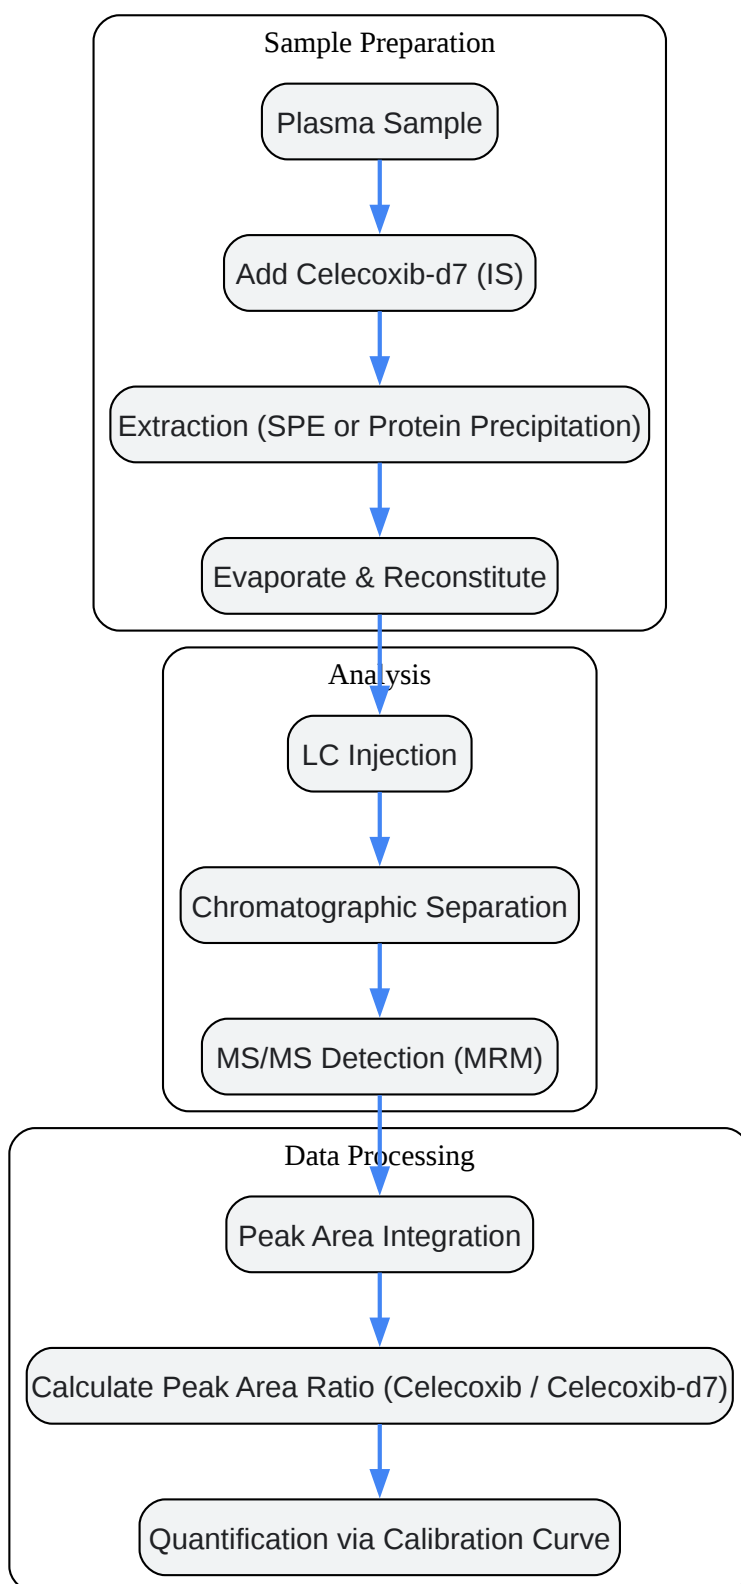 Sample Preparation
Plasma Sample
Add Celecoxib-d7 (IS)
Extraction (SPE or Protein Precipitation)
Evaporate & Reconstitute
Analysis
LC Injection
Chromatographic Separation
MS/MS Detection (MRM)
Data Processing
Peak Area Integration
Calculate Peak Area Ratio (Celecoxib / Celecoxib-d7)
Quantification via Calibration Curve